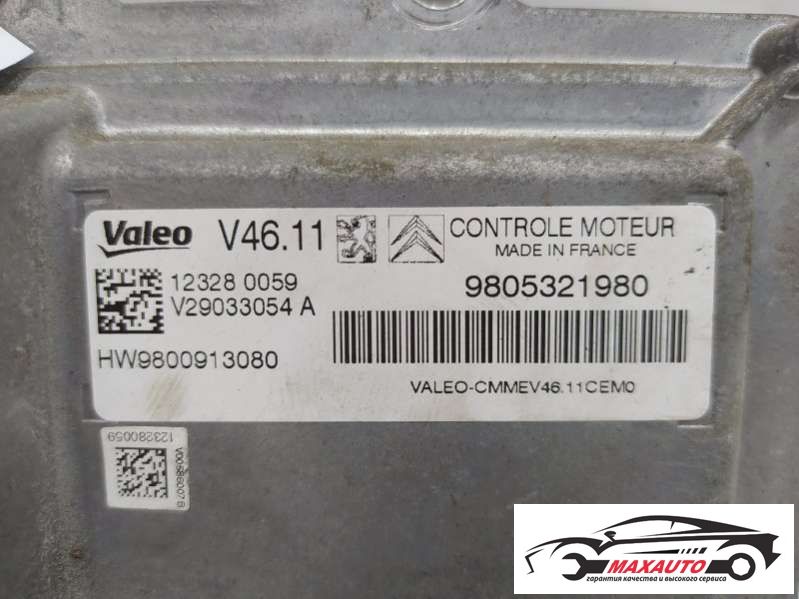 Valeo V46.11 CONTROLE MOTEUR
MADE IN FRANCE
12328 0059
V29033054 A
9805321980
HW9800913080
VALEO-CMMEV46.11CEM0
123280059
MAXAUTO
гарантия качества и высокого сервиса